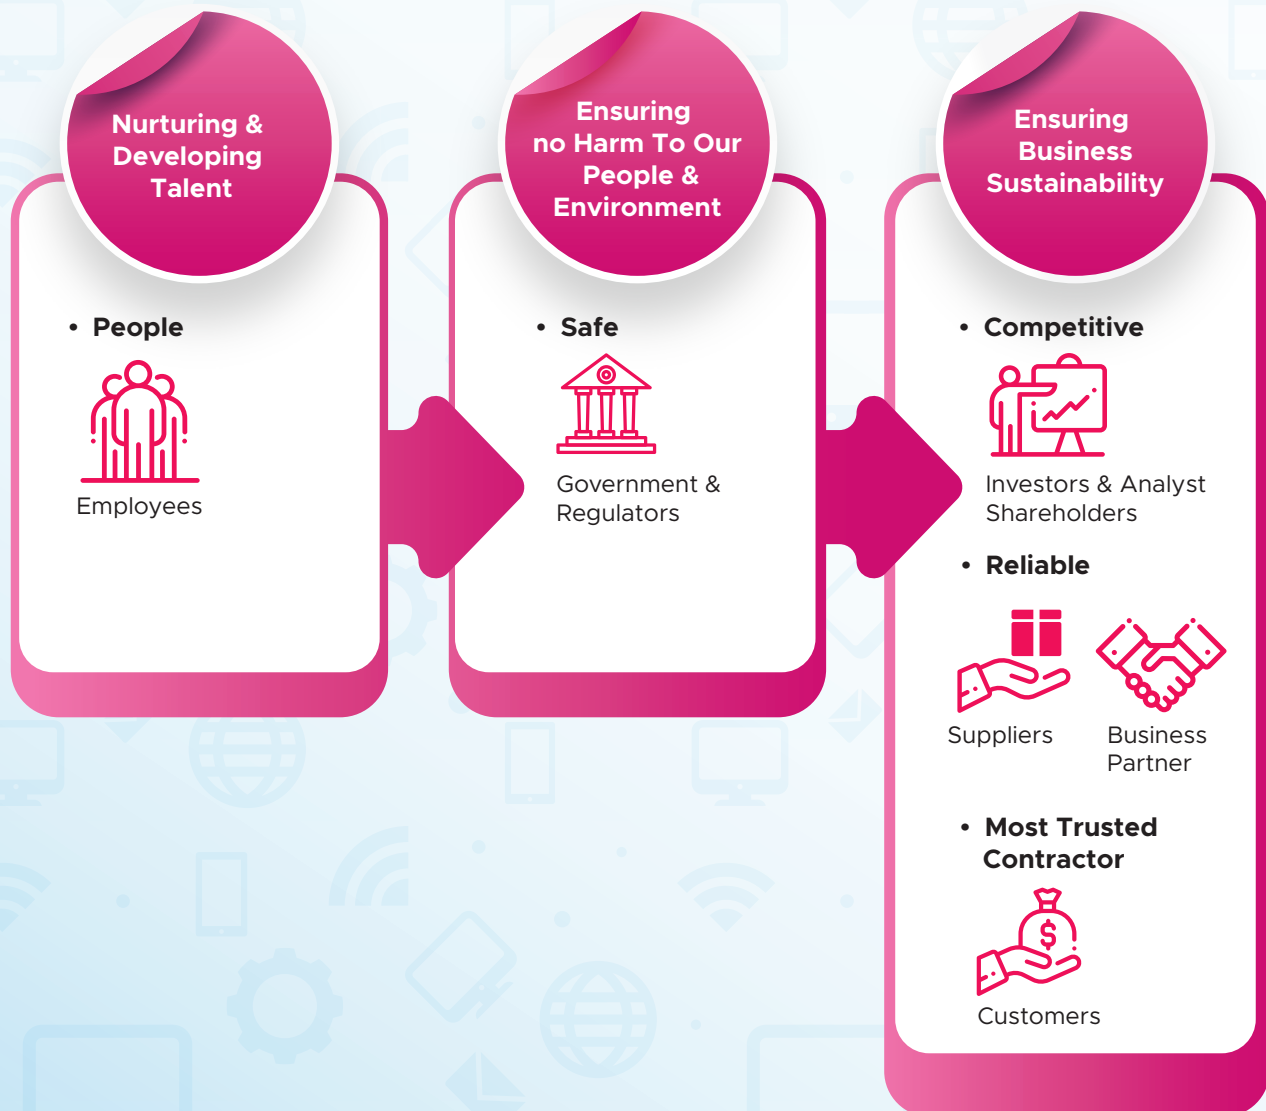 Nurturing &
Developing
Talent
• People
Employees
Ensuring
no Harm To Our
People &
Environment
• Safe
Government &
Regulators
Ensuring
Business
Sustainability
• Competitive
Investors & Analyst
Shareholders
• Reliable
Suppliers
Business
Partner
• Most Trusted
Contractor
$
Customers